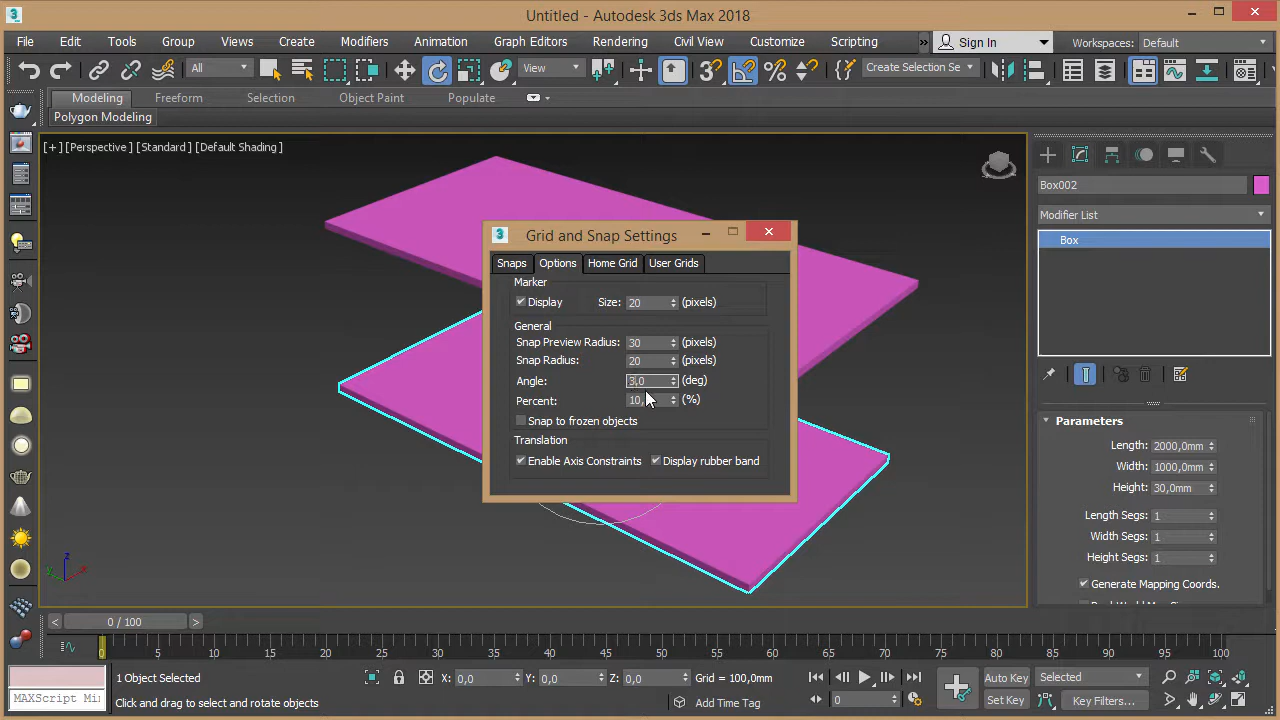 3 Untitled - Autodesk 3ds Max 2018
File Edit Tools Group Views Create Modifiers Animation Graph Editors Rendering Civil View Customize Scripting » Sign In Workspaces: Default
All View 3 % Create Selection Se
Modeling Freeform Selection Object Paint Populate
Polygon Modeling
[+] [Perspective] [Standard] [Default Shading]
Box002
Modifier List
Box
3 Grid and Snap Settings
Snaps Options Home Grid User Grids
Marker
Display Size: 20 (pixels)
General
Snap Preview Radius: 30 (pixels)
Snap Radius: 20 (pixels)
Angle: 3,0 (deg)
Percent: 10, (%)
Snap to frozen objects
Translation
Enable Axis Constraints Display rubber band
Parameters
Length: 2000,0mm
Width: 1000,0mm
Height: 30,0mm
Length Segs: 1
Width Segs: 1
Height Segs: 1
Generate Mapping Coords.
z
y x
< 0 / 100 >
0 5 10 15 20 25 30 35 40 45 50 55 60 65 70 75 80 85 90 95 100
1 Object Selected X: 0,0 Y: 0,0 Z: 0,0 Grid = 100,0mm Auto Key Selected
MAXScript Mi Click and drag to select and rotate objects Add Time Tag 0 Set Key Key Filters...